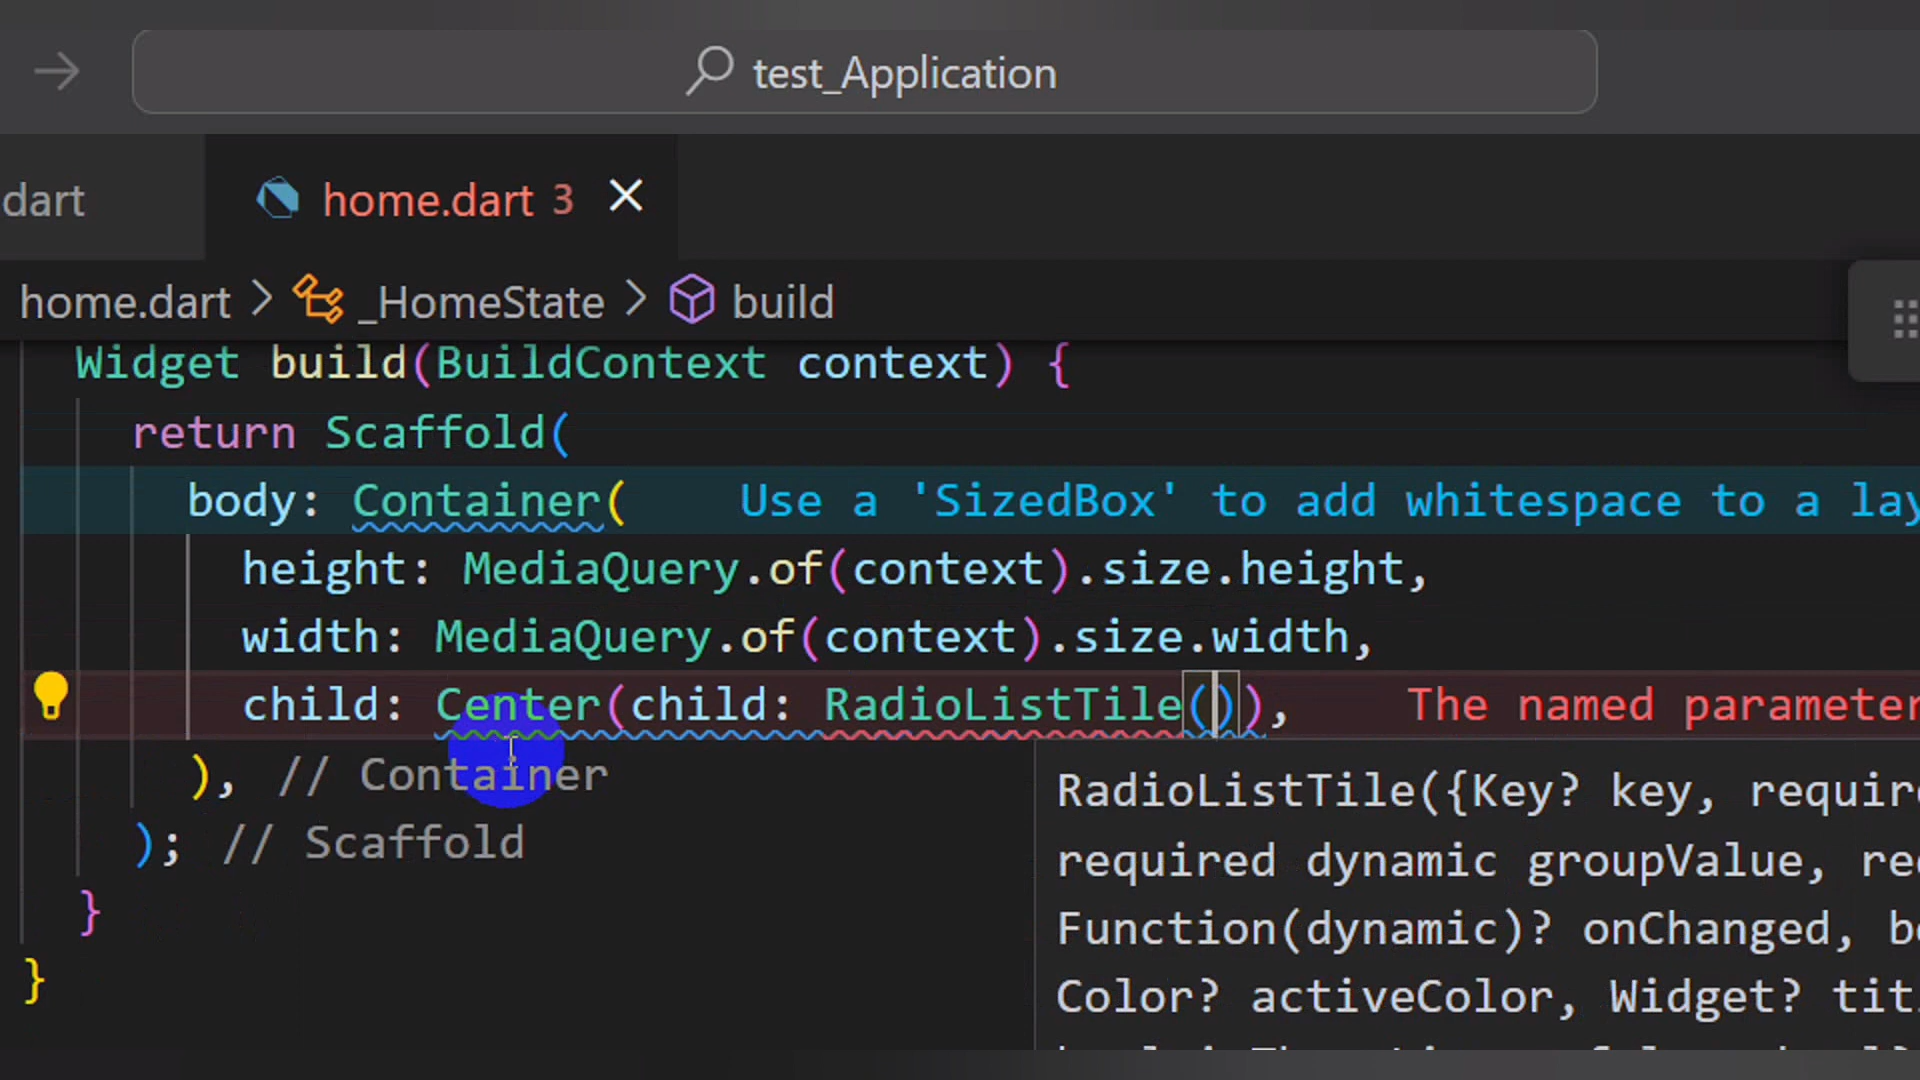 test_Application
dart
home.dart 3
home.dart > _HomeState > build
Widget build(BuildContext context) {
return Scaffold(
body: Container( Use a 'SizedBox' to add whitespace to a lay
height: MediaQuery.of(context).size.height,
width: MediaQuery.of(context).size.width,
child: Center(child: RadioListTile()), The named parameter
), // Container
); // Scaffold
}
}
RadioListTile({Key? key, require
required dynamic groupValue, req
Function(dynamic)? onChanged, bo
Color? activeColor, Widget? tit